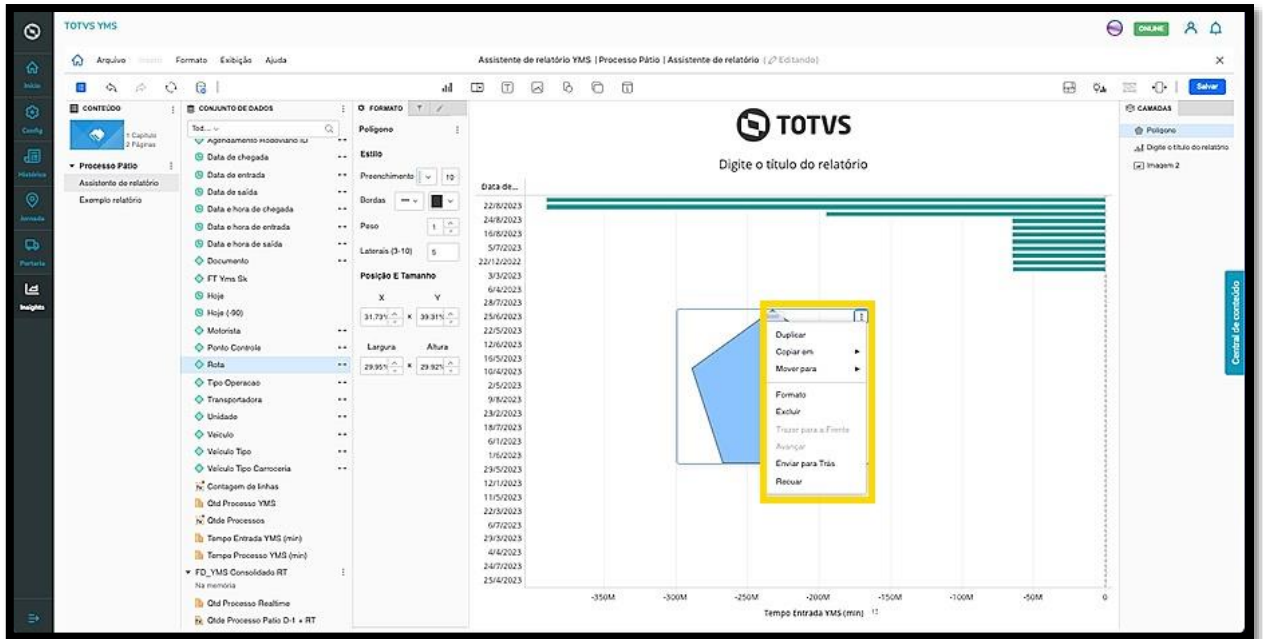 TOTVS YMS
ONLINE
Arquivo Formato Exibição Ajuda
Assistente de relatório YMS | Processo Pátio | Assistente de relatório ( Editando)
Salvar
Início
Config
Histórico
Jornada
Portaria
Insights
CONTEÚDO
1 Capítulo
2 Páginas
Processo Pátio
Assistente de relatório
Exemplo relatório
CONJUNTO DE DADOS
Tod...
Agendamento Rodoviário ID
Data de chegada
Data de entrada
Data de saída
Data e hora de chegada
Data e hora de entrada
Data e hora de saída
Documento
FT Yms Sk
Hoje
Hoje (-90)
Motorista
Ponto Controle
Rota
Tipo Operacao
Transportadora
Unidade
Veiculo
Veiculo Tipo
Veiculo Tipo Carroceria
Contagem de linhas
Qtd Processo YMS
Qtde Processos
Tempo Entrada YMS (min)
Tempo Processo YMS (min)
FD_YMS Consolidado RT
Na memória
Qtd Processo Realtime
Qtde Processo Patio D-1 + RT
FORMATO
Polígono
Estilo
Preenchimento 10
Bordas
Peso 1
Laterais (3-10) 5
Posição E Tamanho
X Y
31.73% 39.31%
Largura Altura
29.95% 29.92%
TOTVS
Digite o título do relatório
Data de...
22/8/2023
24/8/2023
16/8/2023
5/7/2023
22/12/2022
3/3/2023
6/4/2023
28/7/2023
25/6/2023
22/5/2023
12/6/2023
16/5/2023
10/4/2023
2/5/2023
9/8/2023
23/2/2023
18/7/2023
6/1/2023
1/6/2023
29/5/2023
12/1/2023
11/5/2023
22/3/2023
6/7/2023
29/3/2023
4/4/2023
24/7/2023
25/4/2023
-350M -300M -250M -200M -150M -100M -50M 0
Tempo Entrada YMS (min)
Duplicar
Copiar em
Mover para
Formato
Excluir
Trazer para a Frente
Avançar
Enviar para Trás
Recuar
CAMADAS
Polígono
Digite o título do relatório
Imagem 2
Central de conteúdo